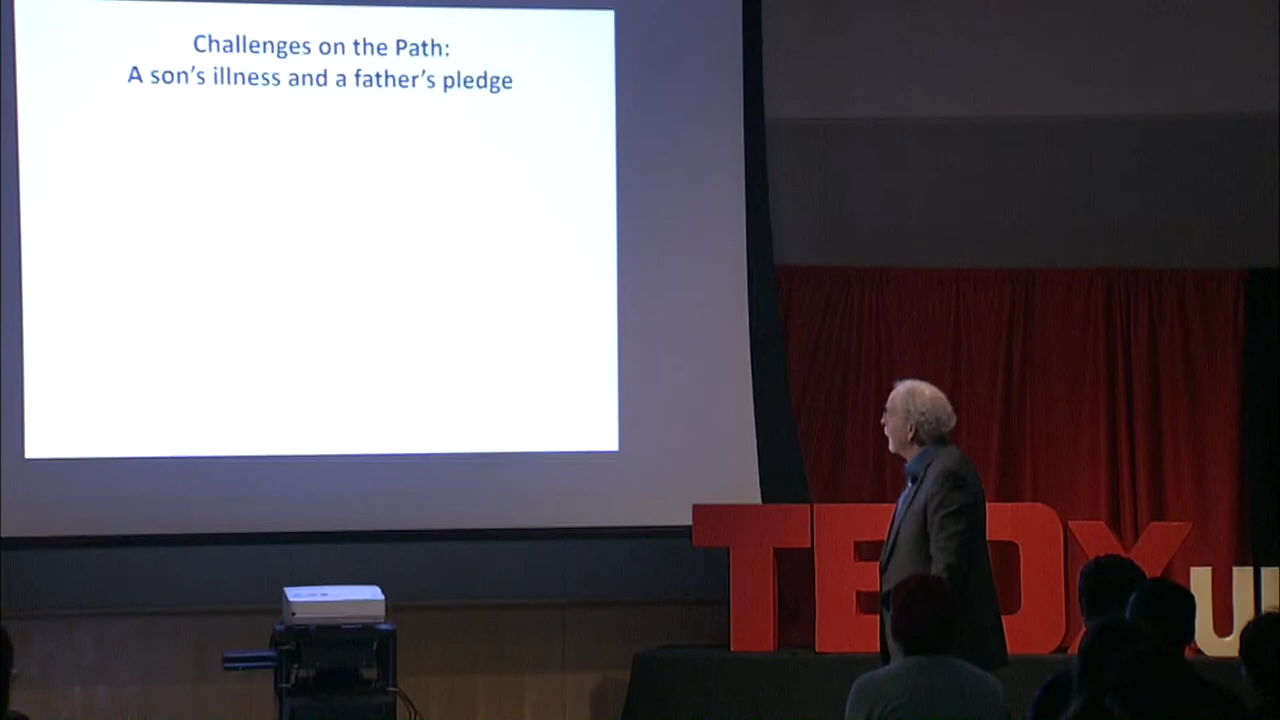 Challenges on the Path:
A son's illness and a father's pledge
TEDX